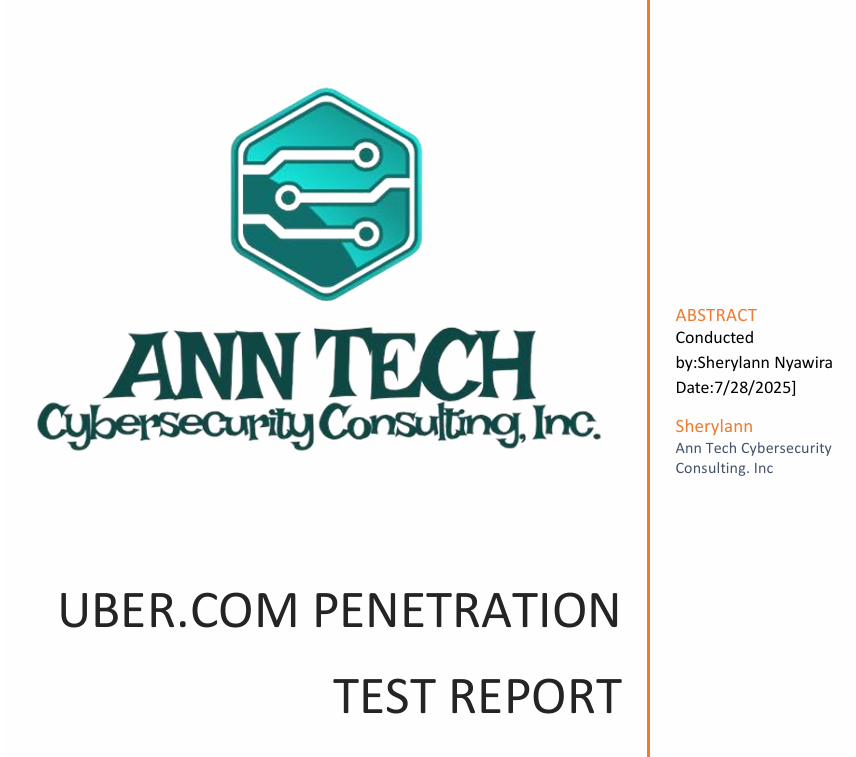 ANN TECH
Cybersecurity Consulting, Inc.
UBER.COM PENETRATION
TEST REPORT
ABSTRACT
Conducted
by:Sherylann Nyawira
Date:7/28/2025]
Sherylann
Ann Tech Cybersecurity
Consulting. Inc